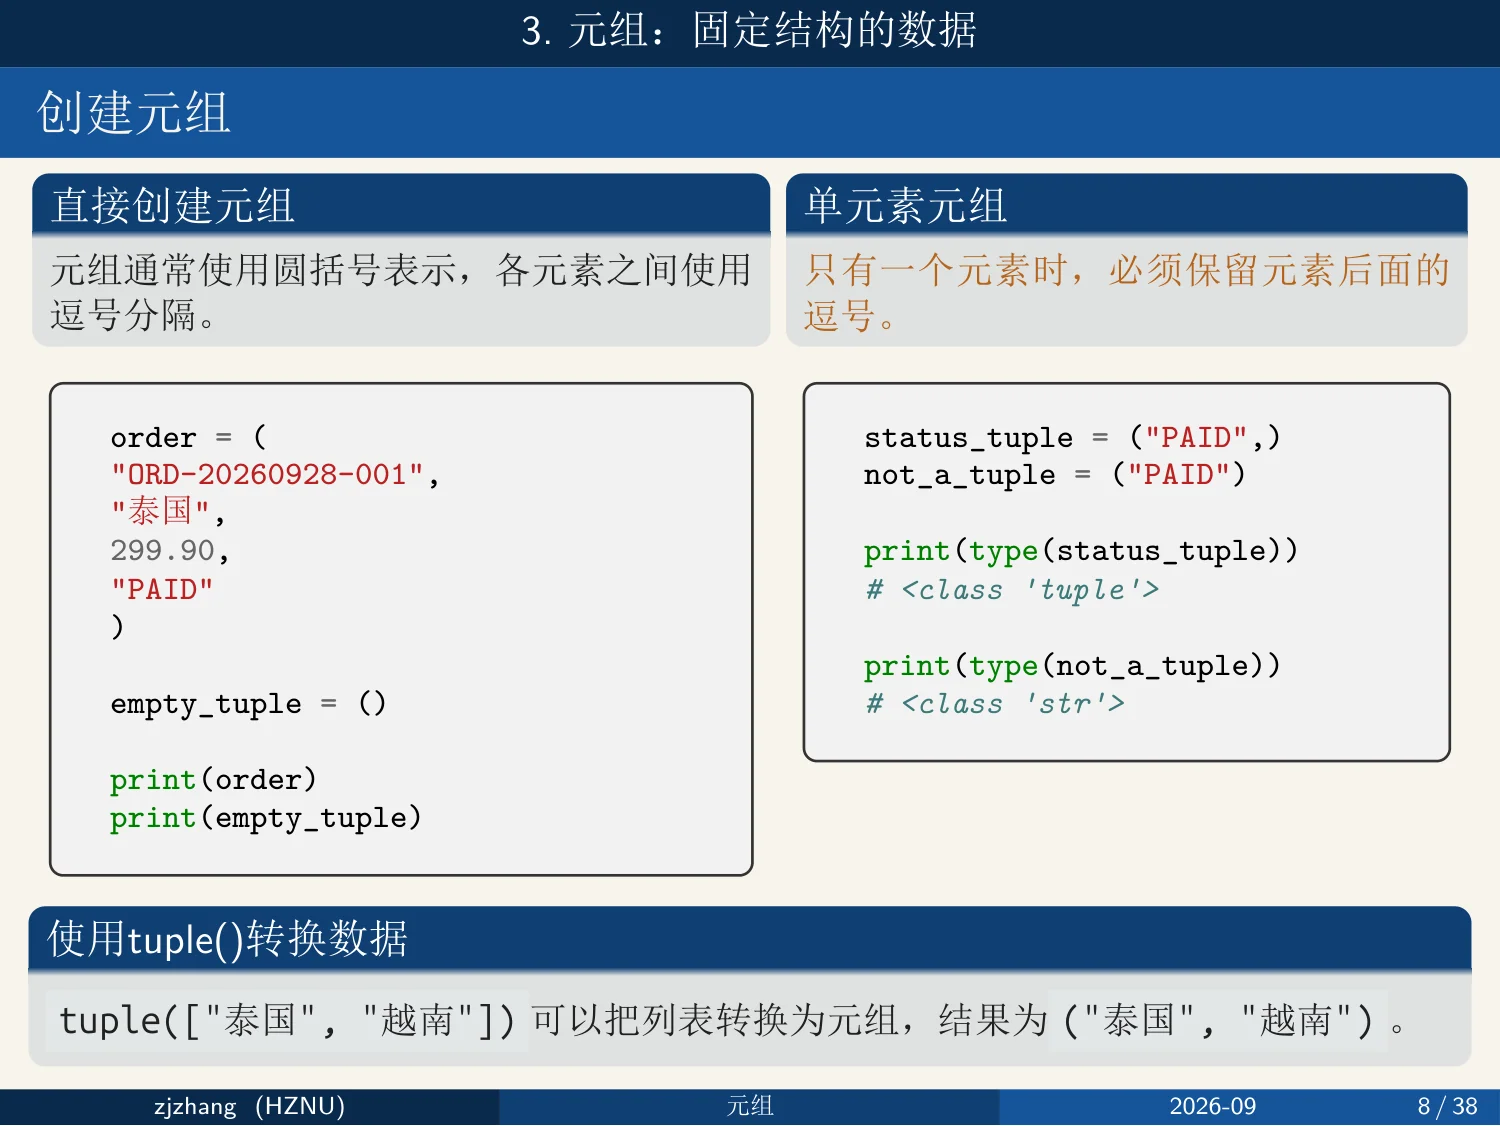 3. 元组：固定结构的数据
创建元组
直接创建元组
元组通常使用圆括号表示，各元素之间使用
逗号分隔。
order = (
"ORD-20260928-001",
"泰国",
299.90,
"PAID"
)
empty_tuple = ()
print(order)
print(empty_tuple)
单元素元组
只有一个元素时，必须保留元素后面的
逗号。
status_tuple = ("PAID",)
not_a_tuple = ("PAID")
print(type(status_tuple))
# <class 'tuple'>
print(type(not_a_tuple))
# <class 'str'>
使用tuple()转换数据
tuple(["泰国", "越南"]) 可以把列表转换为元组，结果为 ("泰国", "越南") 。
zjzhang (HZNU) 元组 2026-09 8 / 38